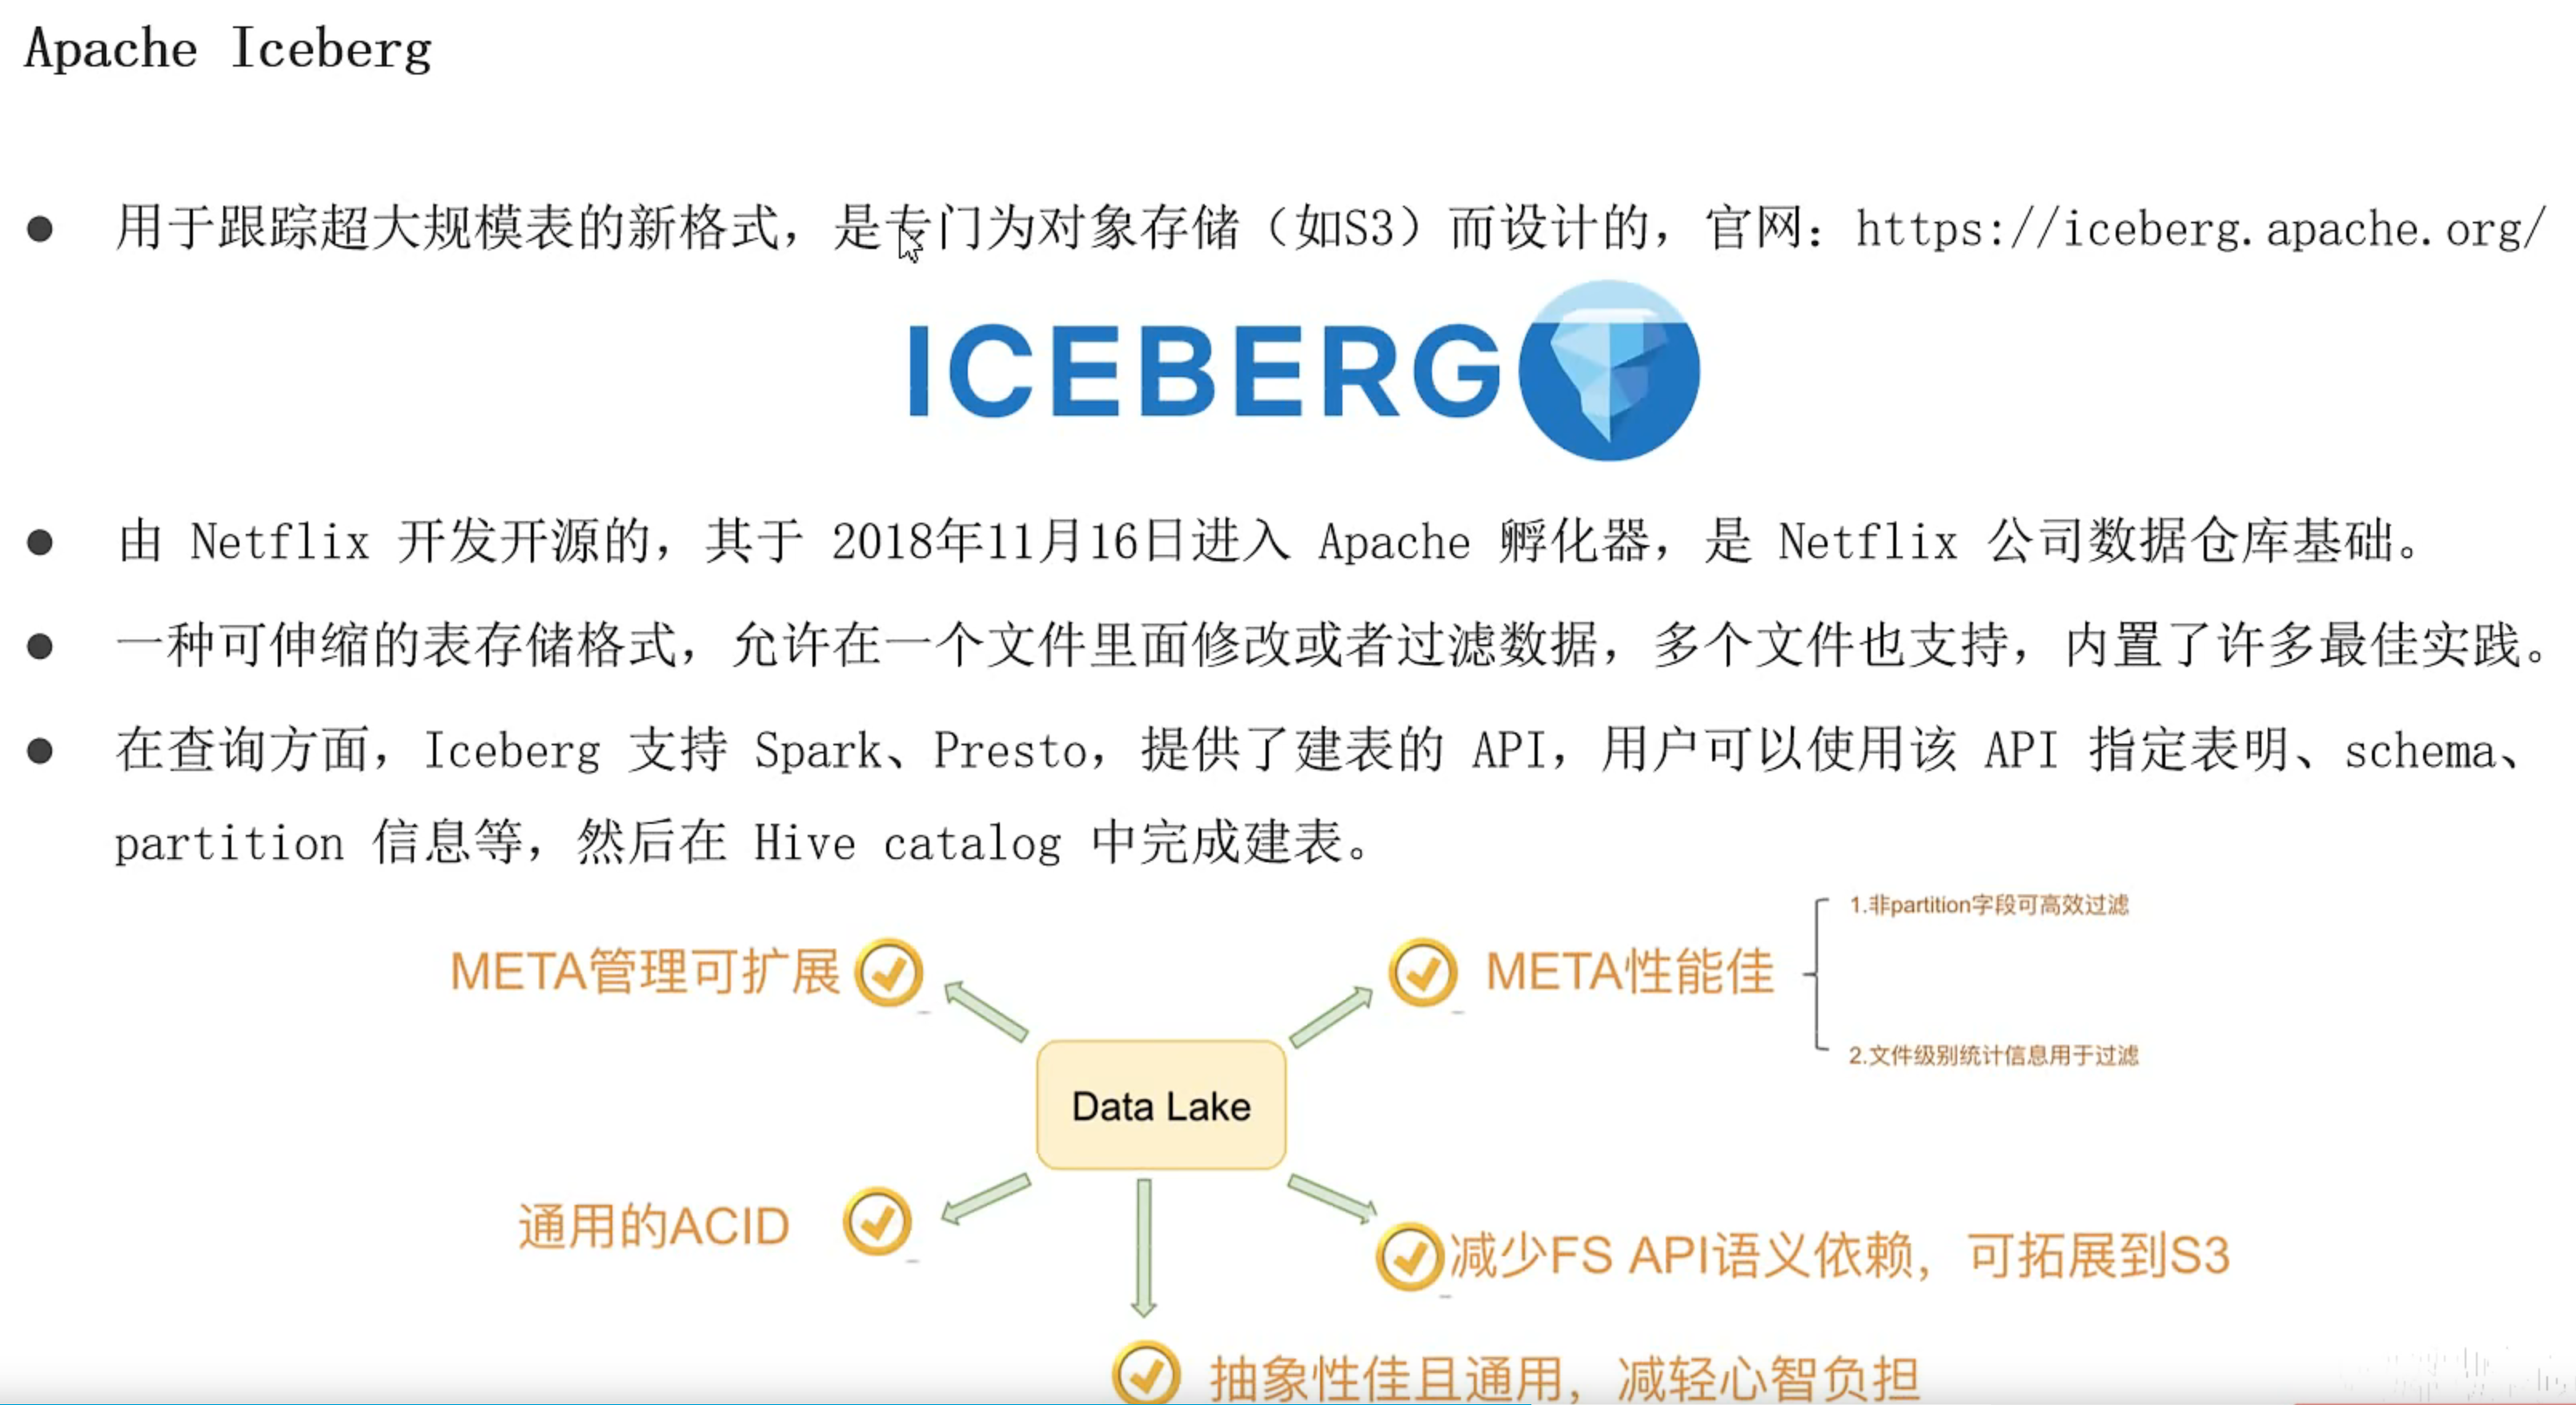 Apache Iceberg
● 用于跟踪超大规模表的新格式，是专门为对象存储（如S3）而设计的，官网：https://iceberg.apache.org/
ICEBERG
● 由 Netflix 开发开源的，其于 2018年11月16日进入 Apache 孵化器，是 Netflix 公司数据仓库基础。
● 一种可伸缩的表存储格式，允许在一个文件里面修改或者过滤数据，多个文件也支持，内置了许多最佳实践。
● 在查询方面，Iceberg 支持 Spark、Presto，提供了建表的 API，用户可以使用该 API 指定表明、schema、
partition 信息等，然后在 Hive catalog 中完成建表。
META管理可扩展
META性能佳
1.非partition字段可高效过滤
2.文件级别统计信息用于过滤
Data Lake
通用的ACID
减少FS API语义依赖，可拓展到S3
抽象性佳且通用，减轻心智负担